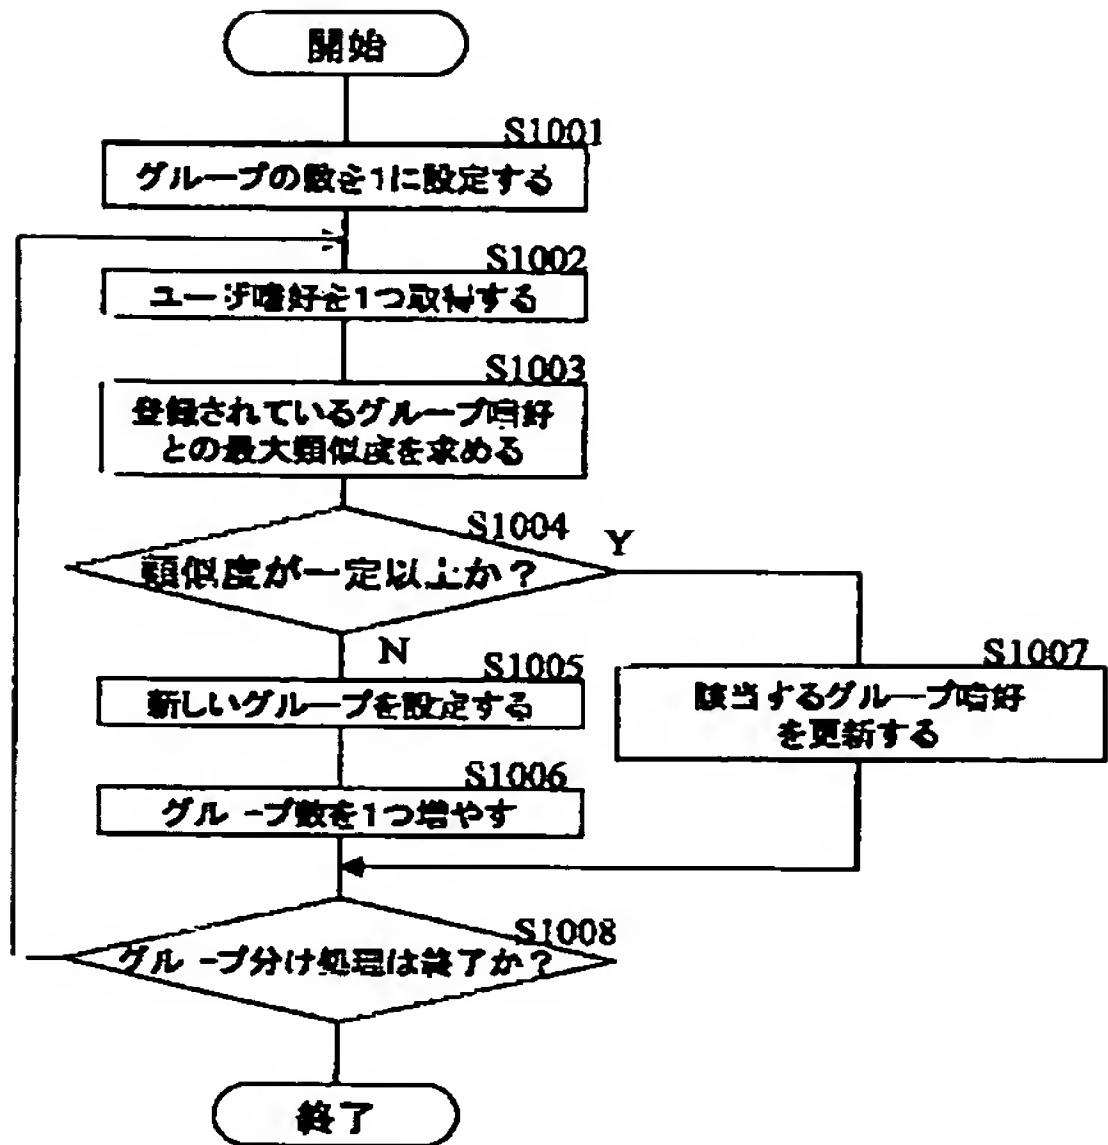 開始
S1001
グループの数を1に設定する
S1002
ユーザ嗜好を1つ取得する
S1003
登録されているグループ嗜好
との最大類似度を求める
S1004
類似度が一定以上か?
Y
N
S1005
新しいグループを設定する
S1007
該当するグループ嗜好
を更新する
S1006
グループ数を1つ増やす
S1008
グループ分け処理は終了か?
終了